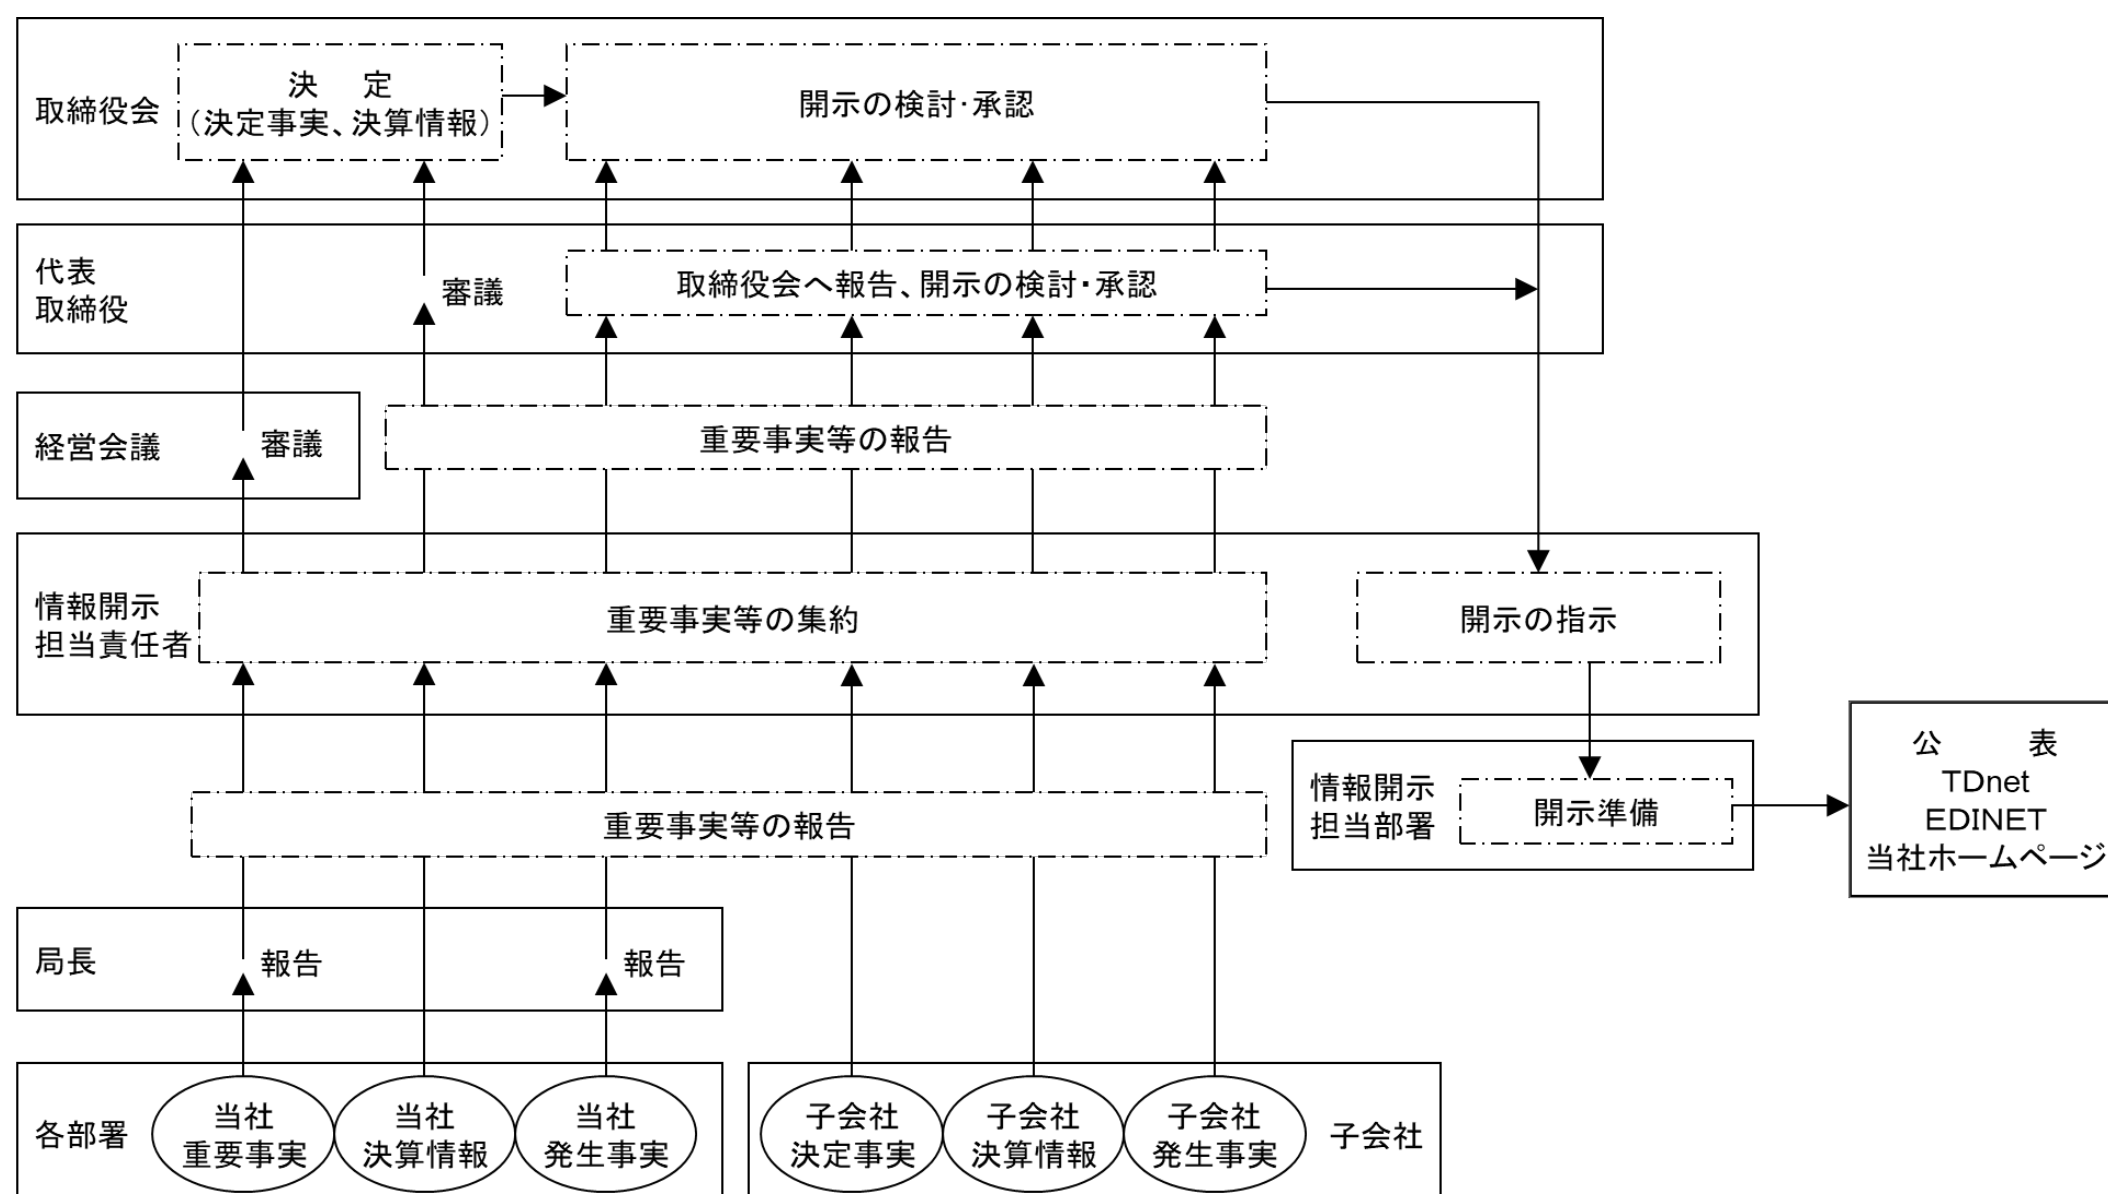 取締役会
決 定
（決定事実、決算情報）
開示の検討･承認
代表
取締役
審議
取締役会へ報告、開示の検討・承認
経営会議
審議
重要事実等の報告
情報開示
担当責任者
重要事実等の集約
開示の指示
重要事実等の報告
情報開示
担当部署
開示準備
公 表
TDnet
EDINET
当社ホームページ
局長
報告
報告
各部署
当社
重要事実
当社
決算情報
当社
発生事実
子会社
決定事実
子会社
決算情報
子会社
発生事実
子会社